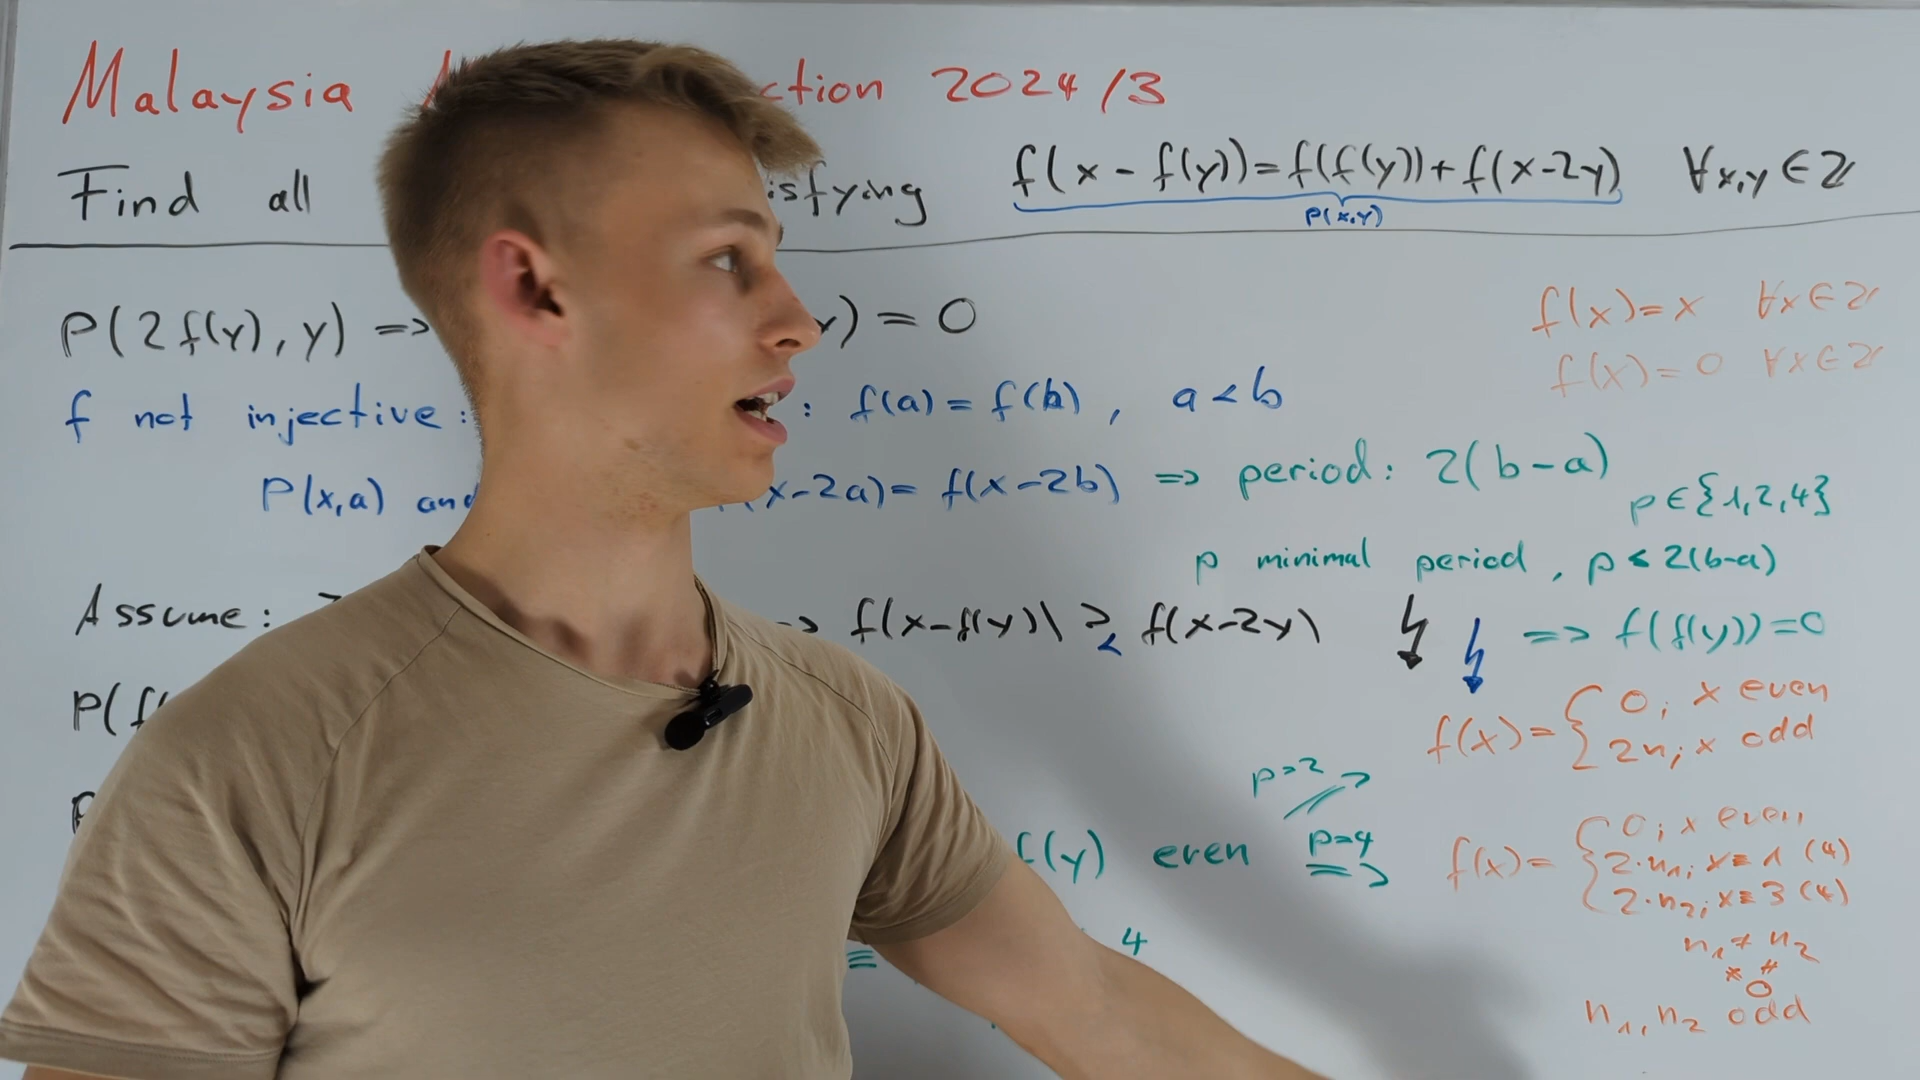 Malaysia ction 2024/3
Find all isfying f(x-f(y))=f(f(y))+f(x-2y) ∀x,y∈ℤ
P(x,y)
f(x)=x ∀x∈ℤ
P(2f(y),y) => y)=0
f(x)=0 ∀x∈ℤ
f not injective: : f(a)=f(b), a<b
P(x,a) and (x-2a)=f(x-2b) => period: 2(b-a)
p∈{1,2,4}
p minimal period, p≤2(b-a)
Assume: => f(x-f(y)) ≥ f(x-2y) => f(f(y))=0
<
P(f
f(x)={0; x even
2n; x odd
p=2
f(y) even p=4 =>
f(x)={0; x even
2·n₁; x≡1 (4)
2·n₂; x≡3 (4)
≡ 4
n₁≠n₂
≠ ≠
0
n₁,n₂ odd